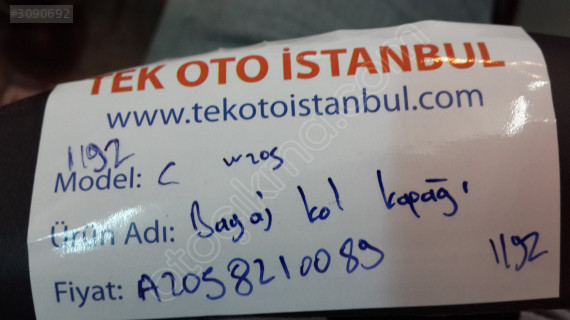 #3090692
TEK OTO İSTANBUL
www.tekotoistanbul.com
1192
Model: C W205
Ürün Adı: Bagaj kol kapağı
Fiyat: A2058210089
1192